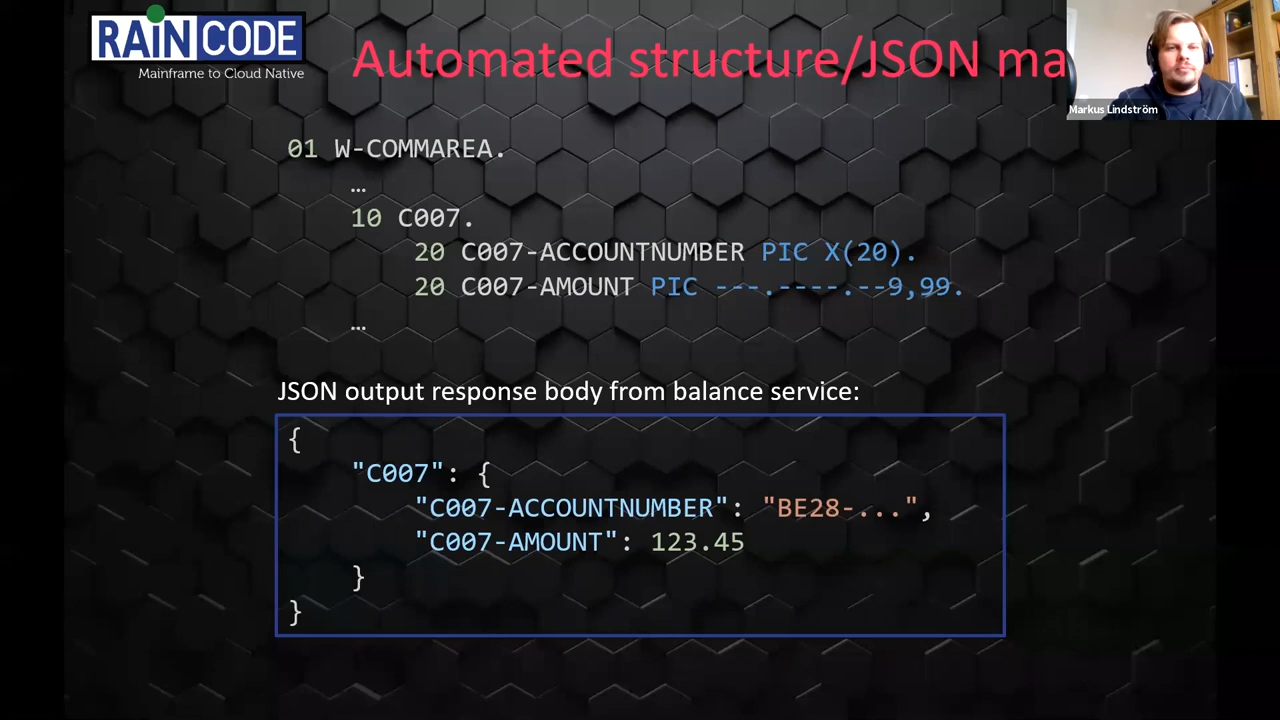 RAINCODE
Mainframe to Cloud Native
Automated structure/JSON ma
Markus Lindström
01 W-COMMAREA.
…
10 C007.
20 C007-ACCOUNTNUMBER PIC X(20).
20 C007-AMOUNT PIC ---.----.--9,99.
…
JSON output response body from balance service:
{
"C007": {
"C007-ACCOUNTNUMBER": "BE28-...",
"C007-AMOUNT": 123.45
}
}